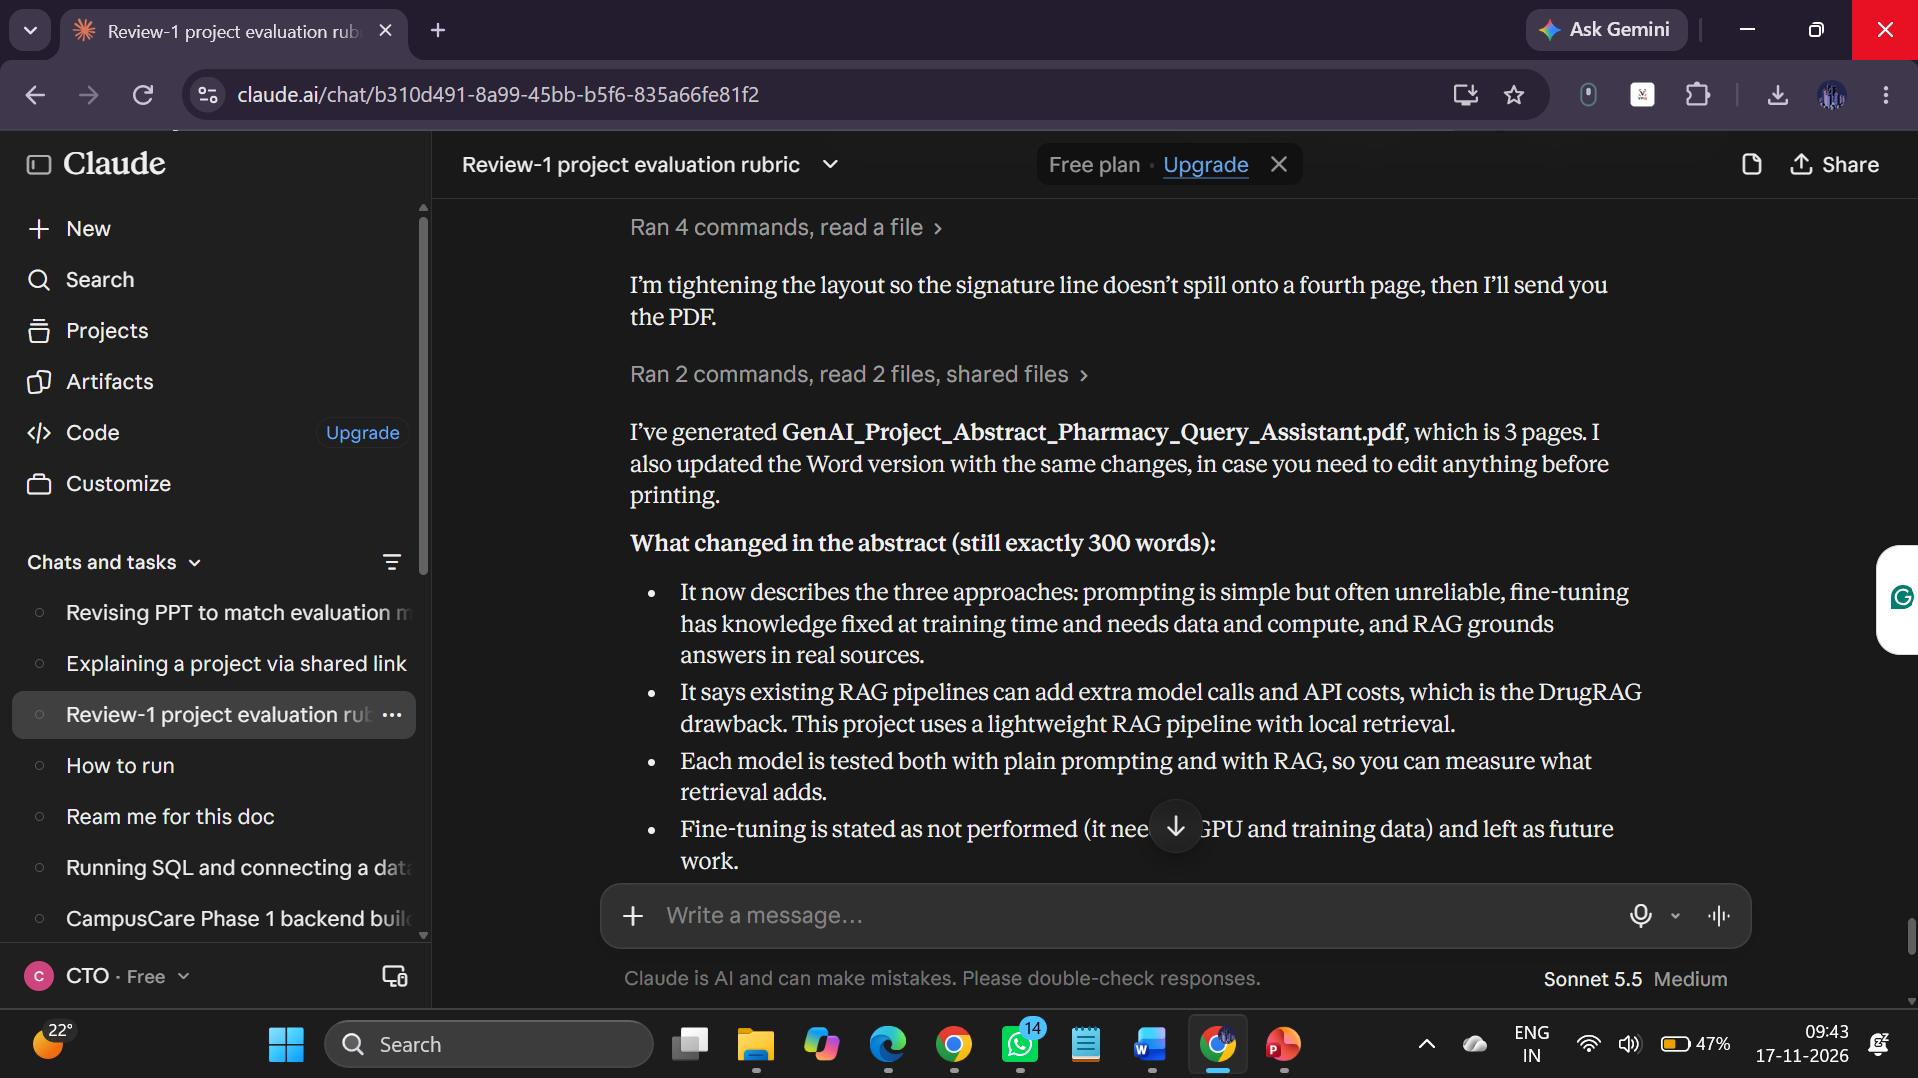 Review-1 project evaluation rub
Ask Gemini
claude.ai/chat/b310d491-8a99-45bb-b5f6-835a66fe81f2
Claude
New
Search
Projects
Artifacts
Code
Upgrade
Customize
Chats and tasks
Revising PPT to match evaluation m
Explaining a project via shared link
Review-1 project evaluation rub
How to run
Ream me for this doc
Running SQL and connecting a data
CampusCare Phase 1 backend build
C
CTO · Free
Review-1 project evaluation rubric
Free plan · Upgrade
Share
Ran 4 commands, read a file
I’m tightening the layout so the signature line doesn’t spill onto a fourth page, then I’ll send you
the PDF.
Ran 2 commands, read 2 files, shared files
I’ve generated GenAI_Project_Abstract_Pharmacy_Query_Assistant.pdf, which is 3 pages. I
also updated the Word version with the same changes, in case you need to edit anything before
printing.
What changed in the abstract (still exactly 300 words):
• It now describes the three approaches: prompting is simple but often unreliable, fine-tuning
has knowledge fixed at training time and needs data and compute, and RAG grounds
answers in real sources.
• It says existing RAG pipelines can add extra model calls and API costs, which is the DrugRAG
drawback. This project uses a lightweight RAG pipeline with local retrieval.
• Each model is tested both with plain prompting and with RAG, so you can measure what
retrieval adds.
• Fine-tuning is stated as not performed (it nee GPU and training data) and left as future
work.
Write a message…
Claude is AI and can make mistakes. Please double-check responses.
Sonnet 5.5 Medium
22°
Search
14
W
P
ENG
IN
47%
09:43
17-11-2026